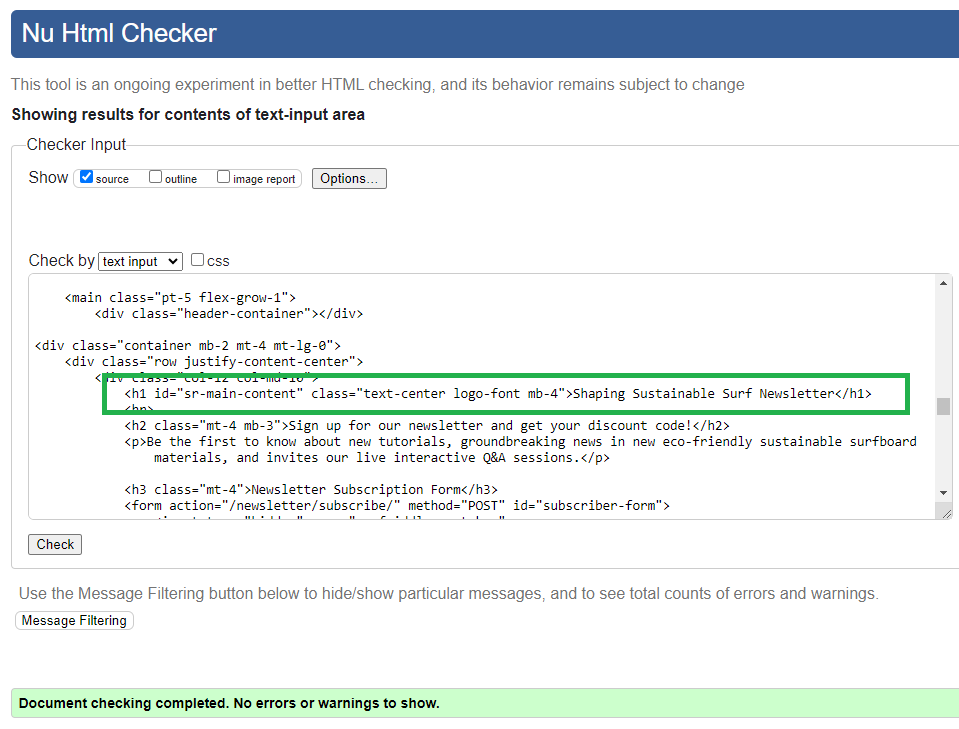 Nu Html Checker
This tool is an ongoing experiment in better HTML checking, and its behavior remains subject to change
Showing results for contents of text-input area
Checker Input
Show source outline image report Options...
Check by text input css
<main class="pt-5 flex-grow-1">
<div class="header-container"></div>
<div class="container mb-2 mt-4 mt-lg-0">
<div class="row justify-content-center">
<div class="col-12 col-md-10">
<h1 id="sr-main-content" class="text-center logo-font mb-4">Shaping Sustainable Surf Newsletter</h1>
<hr>
<h2 class="mt-4 mb-3">Sign up for our newsletter and get your discount code!</h2>
<p>Be the first to know about new tutorials, groundbreaking news in new eco-friendly sustainable surfboard
materials, and invites our live interactive Q&A sessions.</p>
<h3 class="mt-4">Newsletter Subscription Form</h3>
<form action="/newsletter/subscribe/" method="POST" id="subscriber-form">
Check
Use the Message Filtering button below to hide/show particular messages, and to see total counts of errors and warnings.
Message Filtering
Document checking completed. No errors or warnings to show.